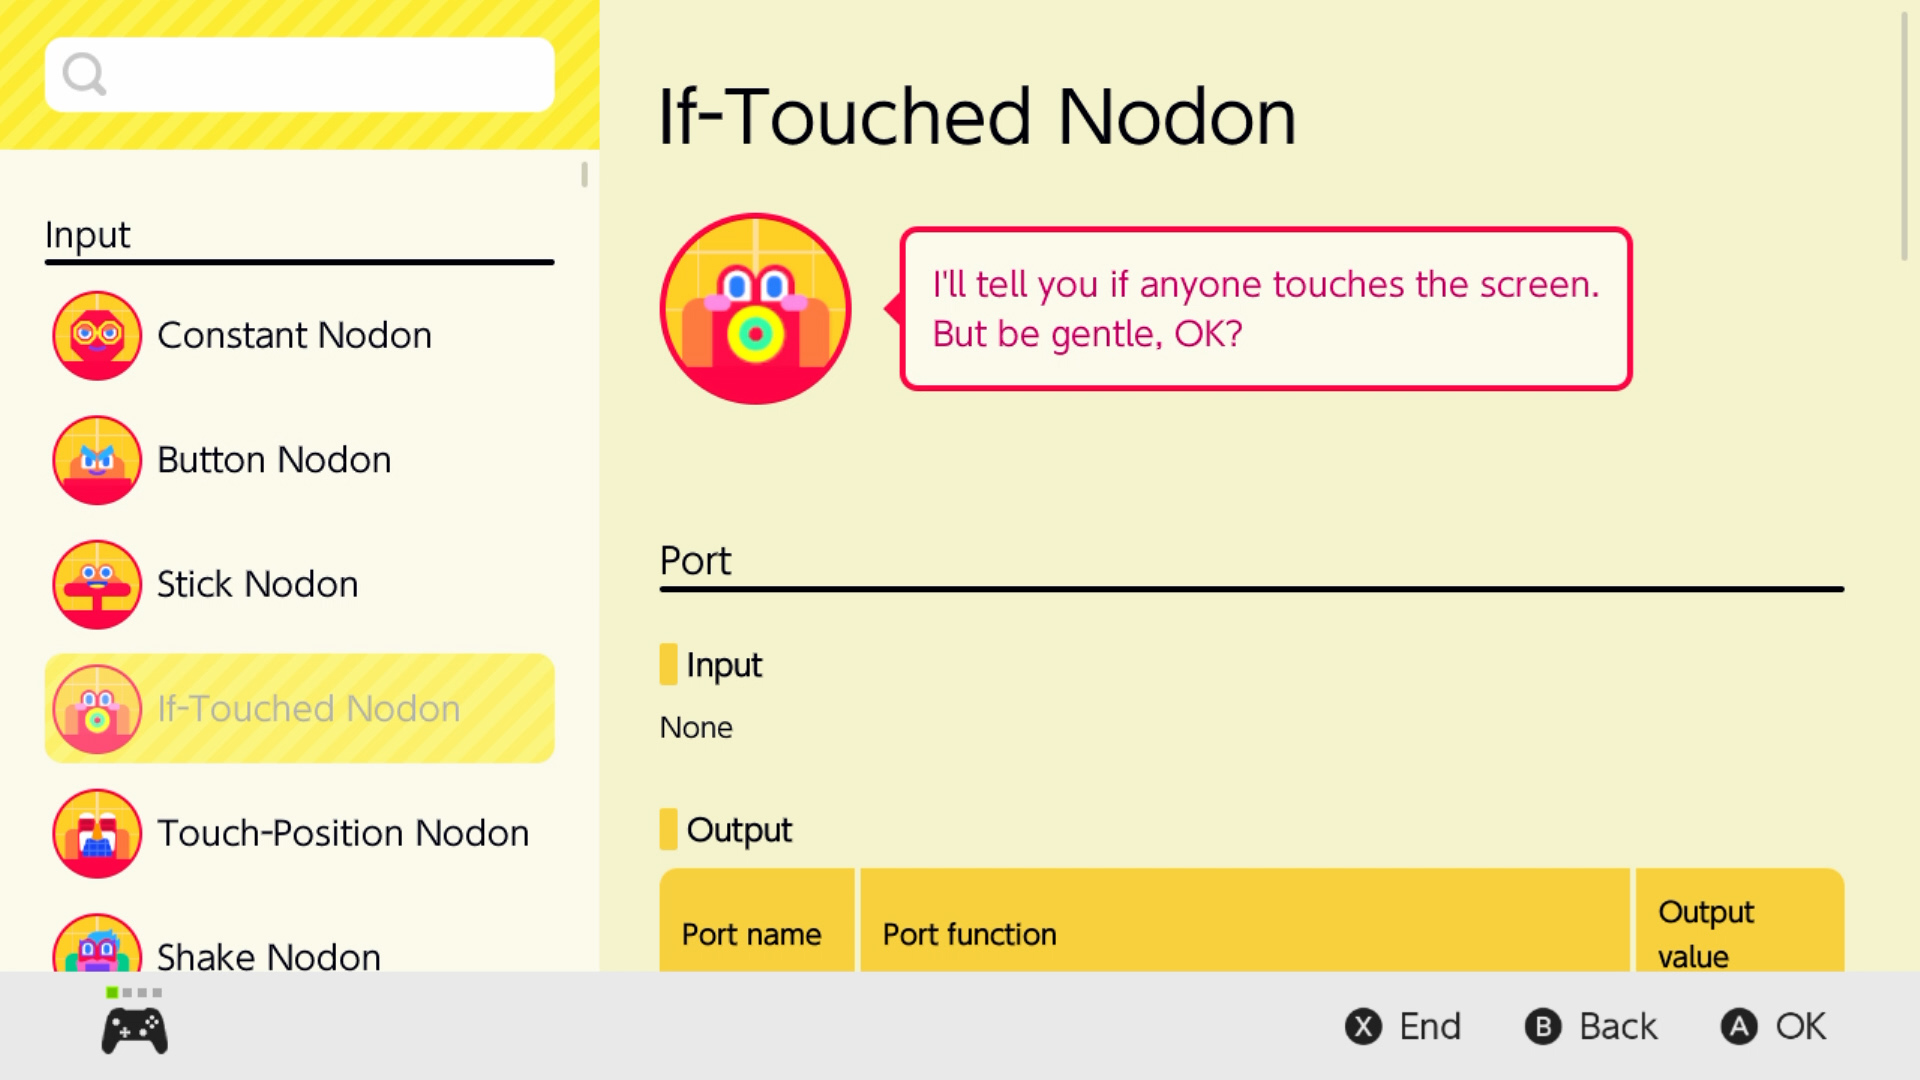 Input
Constant Nodon
Button Nodon
Stick Nodon
If-Touched Nodon
Touch-Position Nodon
Shake Nodon
If-Touched Nodon
I'll tell you if anyone touches the screen.
But be gentle, OK?
Port
Input
None
Output
Port name
Port function
Output
value
X End
B Back
A OK